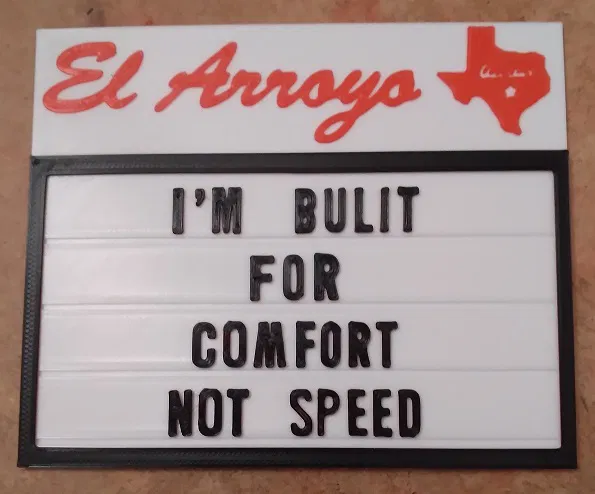 El Arroyo
I'M BULIT
FOR
COMFORT
NOT SPEED